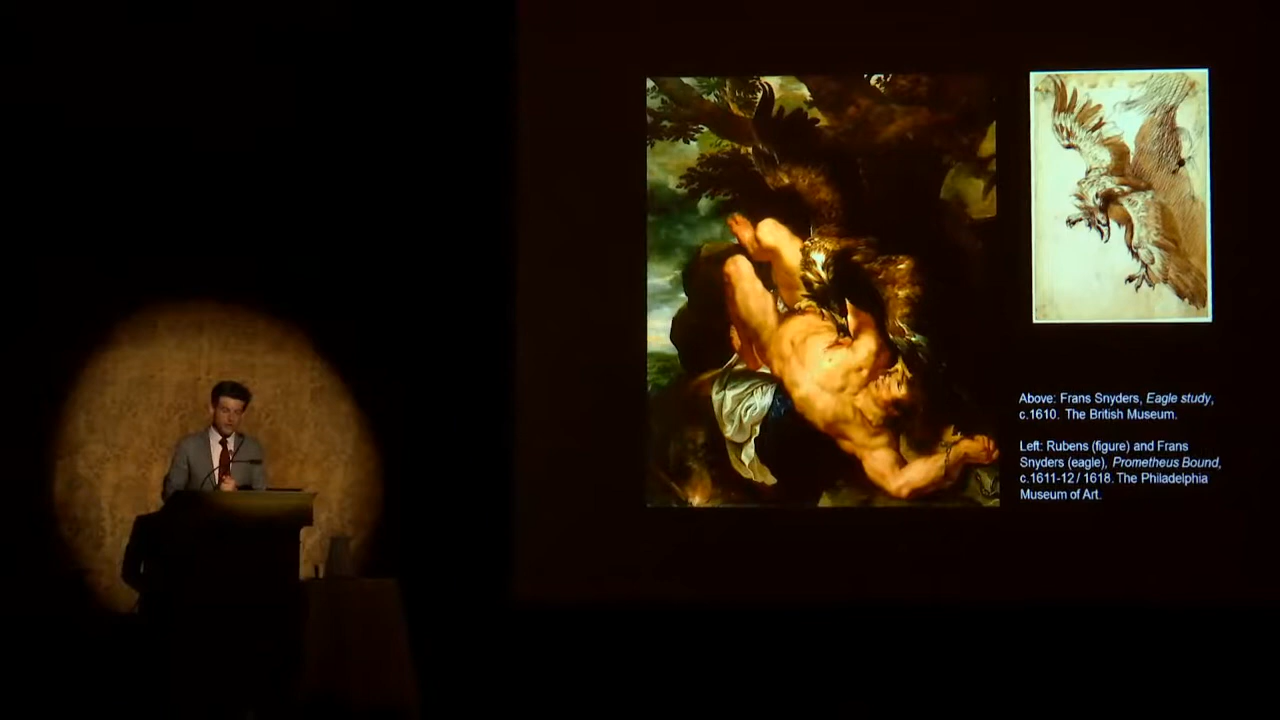 Above: Frans Snyders, Eagle study,
c.1610. The British Museum.
Left: Rubens (figure) and Frans
Snyders (eagle), Prometheus Bound,
c.1611-12 / 1618. The Philadelphia
Museum of Art.